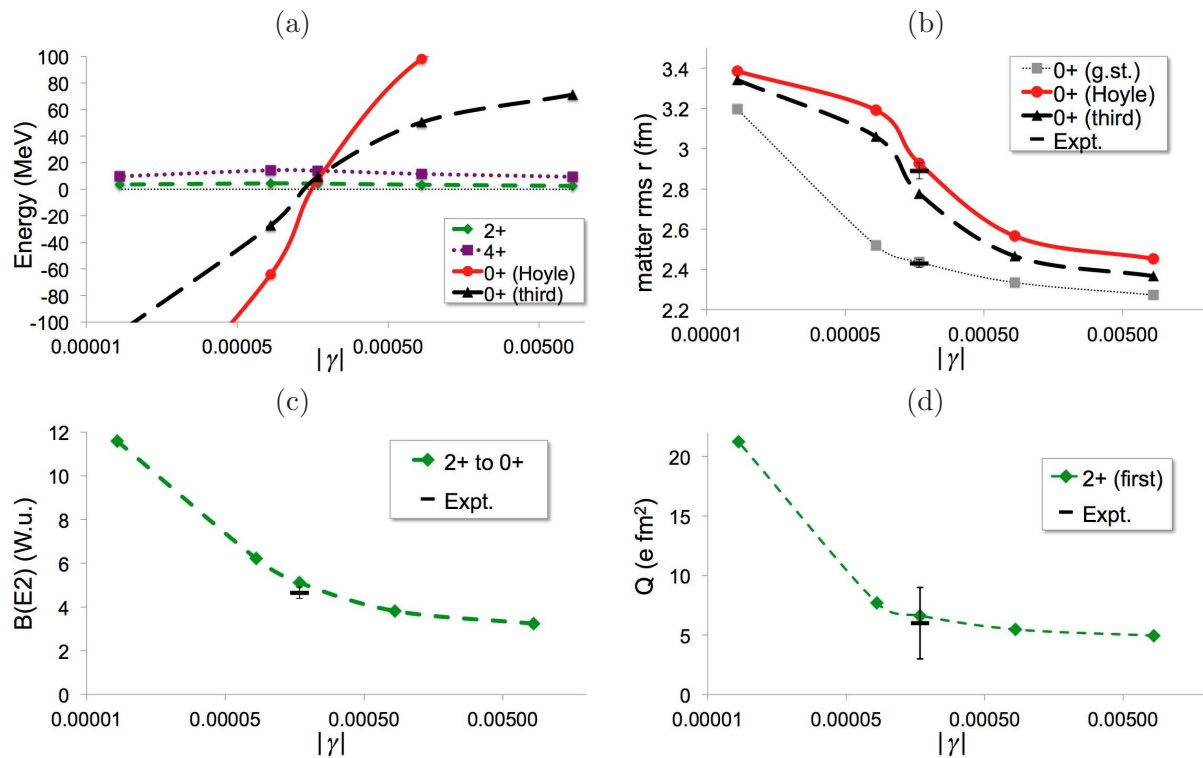 (a)
100
80
60
40
20
0
-20
-40
-60
-80
-100
Energy (MeV)
2+
4+
0+ (Hoyle)
0+ (third)
0.00001 0.00005 0.00050 0.00500
|γ|
(b)
3.4
3.2
3
2.8
2.6
2.4
2.2
matter rms r (fm)
0+ (g.st.)
0+ (Hoyle)
0+ (third)
Expt.
0.00001 0.00005 0.00050 0.00500
|γ|
(c)
12
10
8
6
4
2
0
B(E2) (W.u.)
2+ to 0+
Expt.
0.00001 0.00005 0.00050 0.00500
|γ|
(d)
20
15
10
5
0
Q (e fm²)
2+ (first)
Expt.
0.00001 0.00005 0.00050 0.00500
|γ|